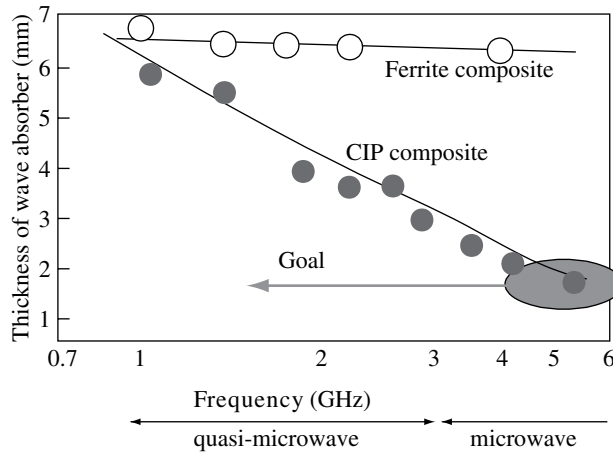 Thickness of wave absorber (mm)
7
6
5
4
3
2
1
Ferrite composite
CIP composite
Goal
0.7 1 2 3 4 5 6
Frequency (GHz)
quasi-microwave microwave